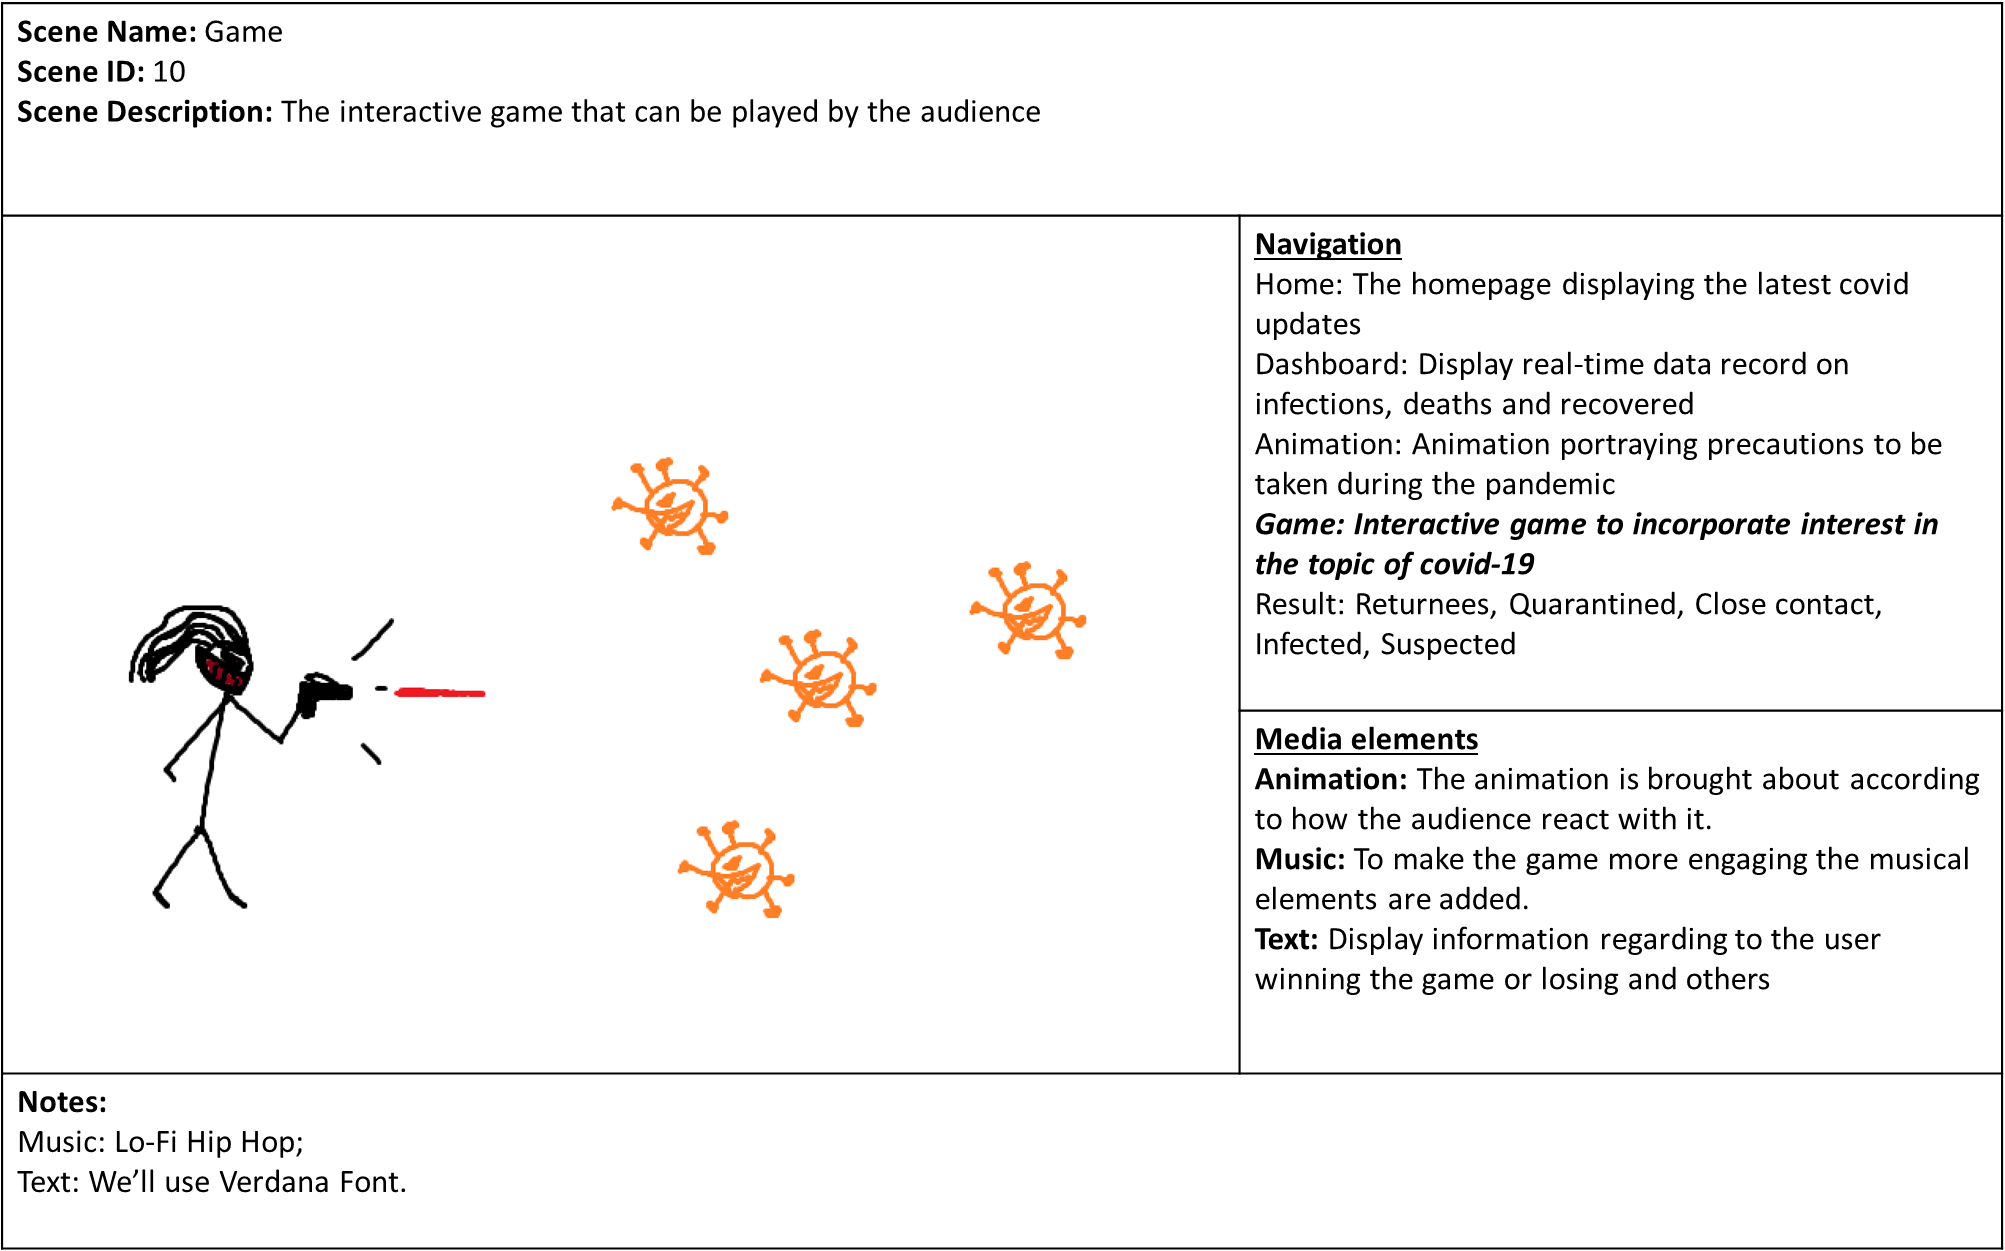 Scene Name: Game
Scene ID: 10
Scene Description: The interactive game that can be played by the audience
Navigation
Home: The homepage displaying the latest covid
updates
Dashboard: Display real-time data record on
infections, deaths and recovered
Animation: Animation portraying precautions to be
taken during the pandemic
Game: Interactive game to incorporate interest in
the topic of covid-19
Result: Returnees, Quarantined, Close contact,
Infected, Suspected
Media elements
Animation: The animation is brought about according
to how the audience react with it.
Music: To make the game more engaging the musical
elements are added.
Text: Display information regarding to the user
winning the game or losing and others
Notes:
Music: Lo-Fi Hip Hop;
Text: We’ll use Verdana Font.